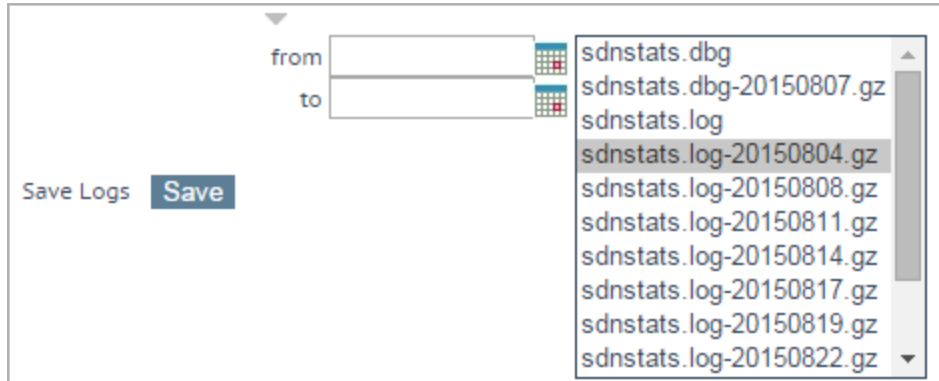 from
to
Save Logs Save
sdnstats.dbg
sdnstats.dbg-20150807.gz
sdnstats.log
sdnstats.log-20150804.gz
sdnstats.log-20150808.gz
sdnstats.log-20150811.gz
sdnstats.log-20150814.gz
sdnstats.log-20150817.gz
sdnstats.log-20150819.gz
sdnstats.log-20150822.gz